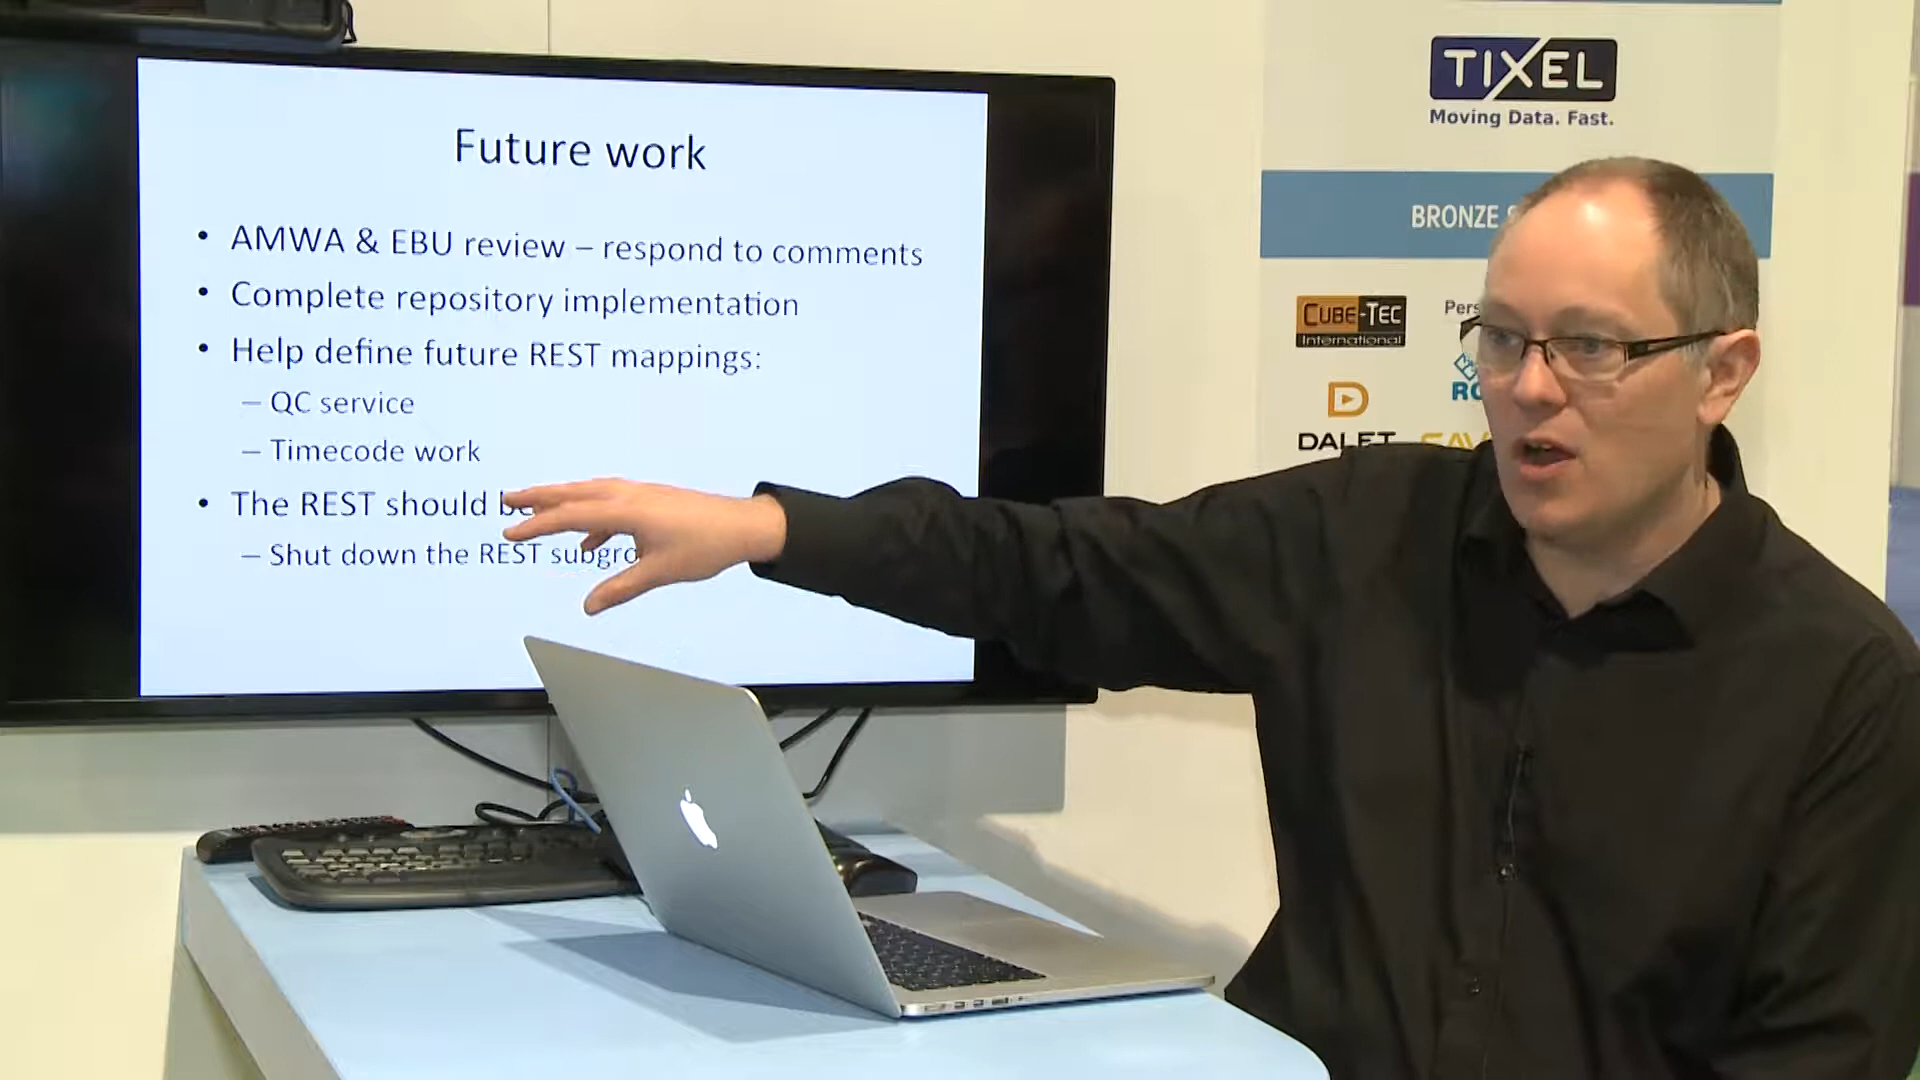 Future work
• AMWA & EBU review – respond to comments
• Complete repository implementation
• Help define future REST mappings:
– QC service
– Timecode work
• The REST should
– Shut down the REST
TIXEL
Moving Data. Fast.
BRONZE
CUBE-TEC
International
DALET